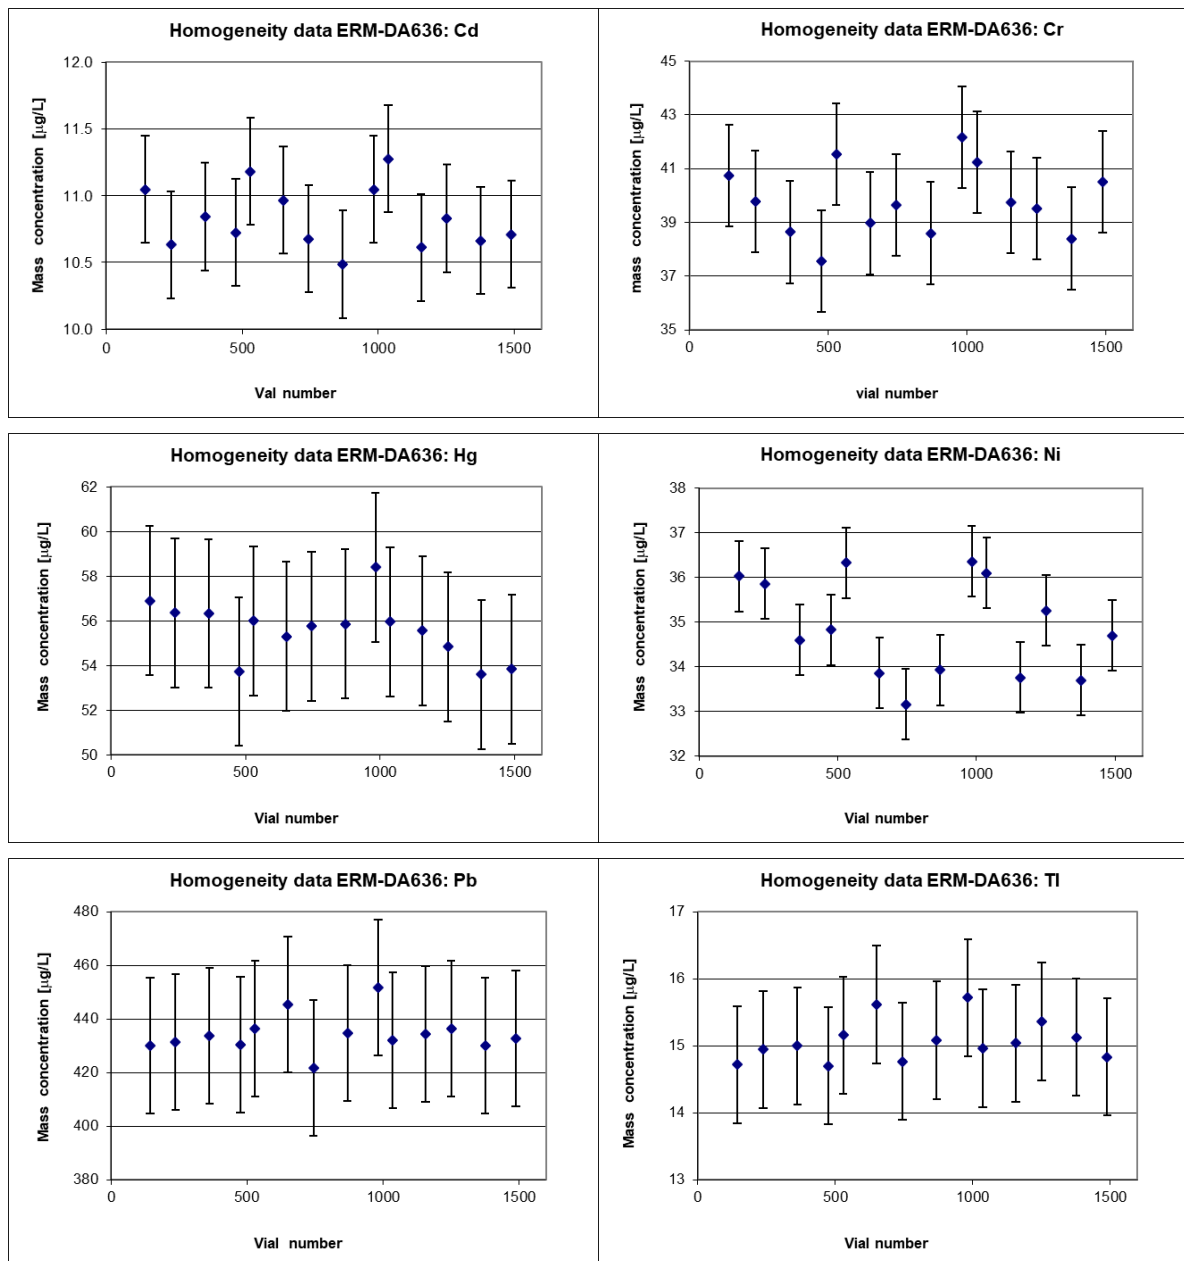 Homogeneity data ERM-DA636: Cd
Mass concentration [µg/L]
12.0
11.5
11.0
10.5
10.0
0 500 1000 1500
Val number
Homogeneity data ERM-DA636: Cr
mass concentration [µg/L]
45
43
41
39
37
35
0 500 1000 1500
vial number
Homogeneity data ERM-DA636: Hg
Mass concentration [µg/L]
62
60
58
56
54
52
50
0 500 1000 1500
Vial number
Homogeneity data ERM-DA636: Ni
Mass concentration [µg/L]
38
37
36
35
34
33
32
0 500 1000 1500
Vial number
Homogeneity data ERM-DA636: Pb
Mass concentration [µg/L]
480
460
440
420
400
380
0 500 1000 1500
Vial number
Homogeneity data ERM-DA636: Tl
Mass concentration [µg/L]
17
16
15
14
13
0 500 1000 1500
Vial number